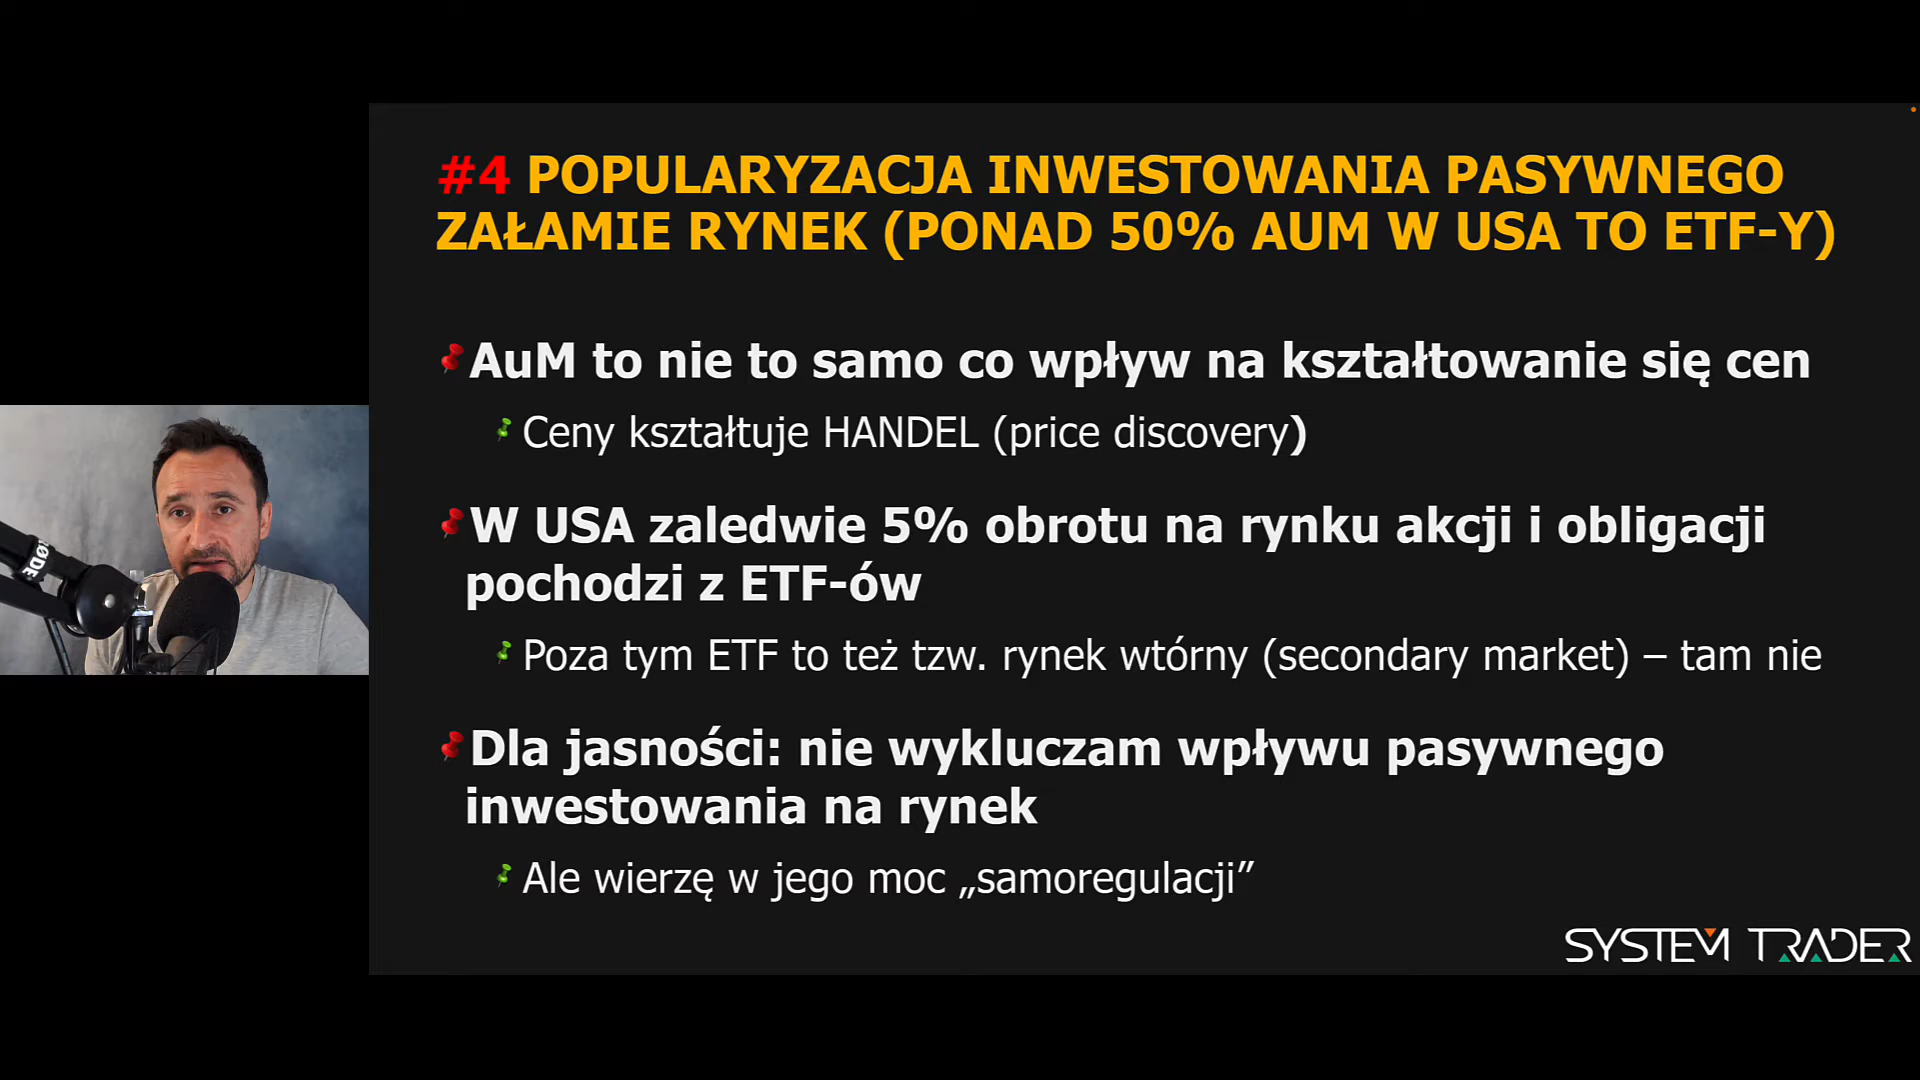 #4 POPULARYZACJA INWESTOWANIA PASYWNEGO
ZAŁAMIE RYNEK (PONAD 50% AUM W USA TO ETF-Y)
AuM to nie to samo co wpływ na kształtowanie się cen
Ceny kształtuje HANDEL (price discovery)
W USA zaledwie 5% obrotu na rynku akcji i obligacji
pochodzi z ETF-ów
Poza tym ETF to też tzw. rynek wtórny (secondary market) – tam nie
Dla jasności: nie wykluczam wpływu pasywnego
inwestowania na rynek
Ale wierzę w jego moc „samoregulacji”
RØDE
SYSTEM TRADER